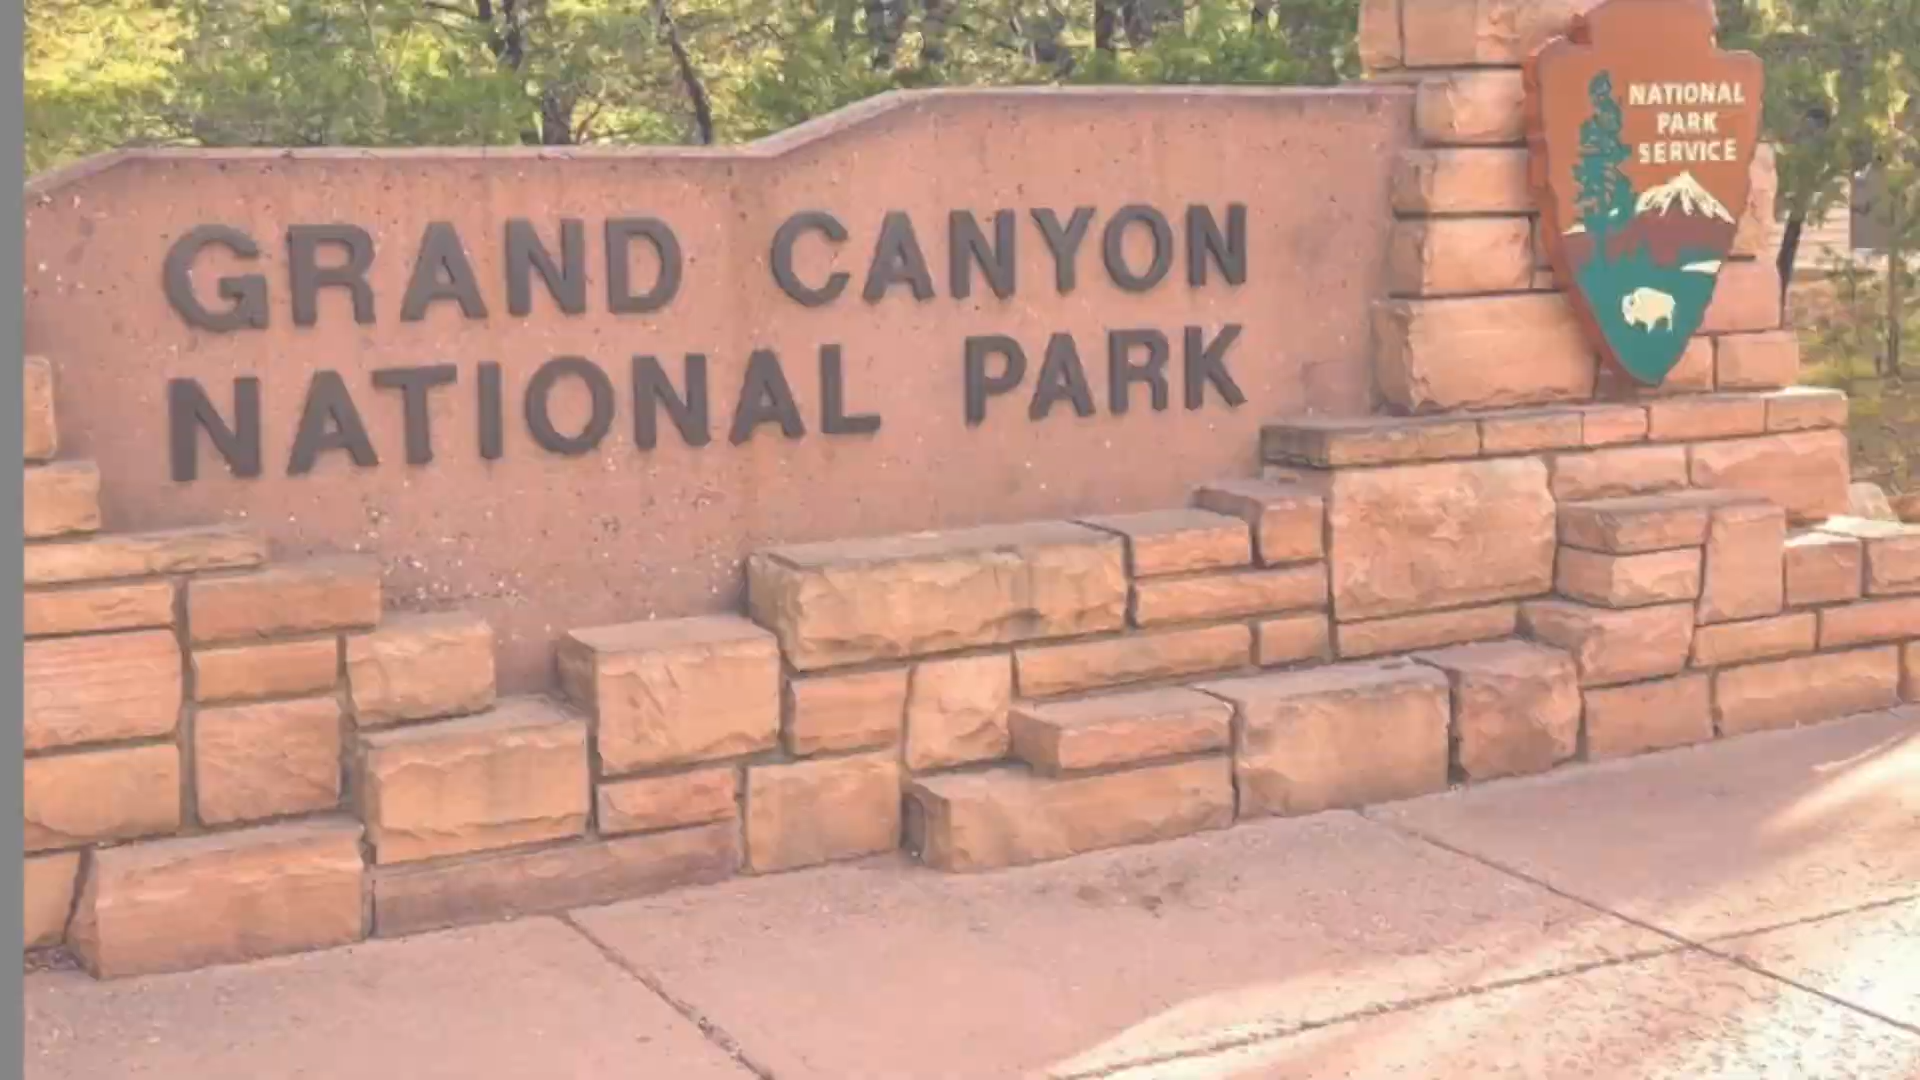 GRAND CANYON
NATIONAL PARK
NATIONAL
PARK
SERVICE